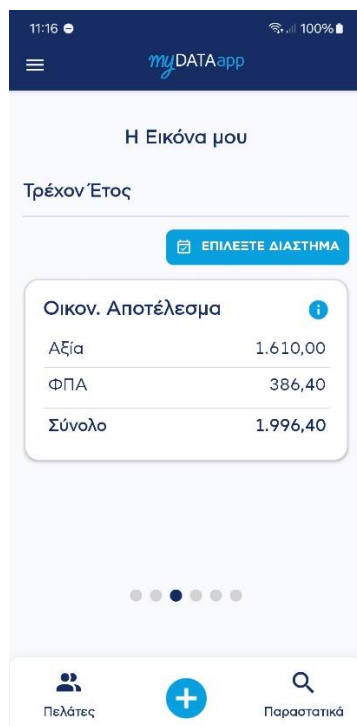 11:16 100%
myDATAapp
Η Εικόνα μου
Τρέχον Έτος
ΕΠΙΛΕΞΤΕ ΔΙΑΣΤΗΜΑ
Οικον. Αποτέλεσμα
Αξία 1.610,00
ΦΠΑ 386,40
Σύνολο 1.996,40
Πελάτες Παραστατικά